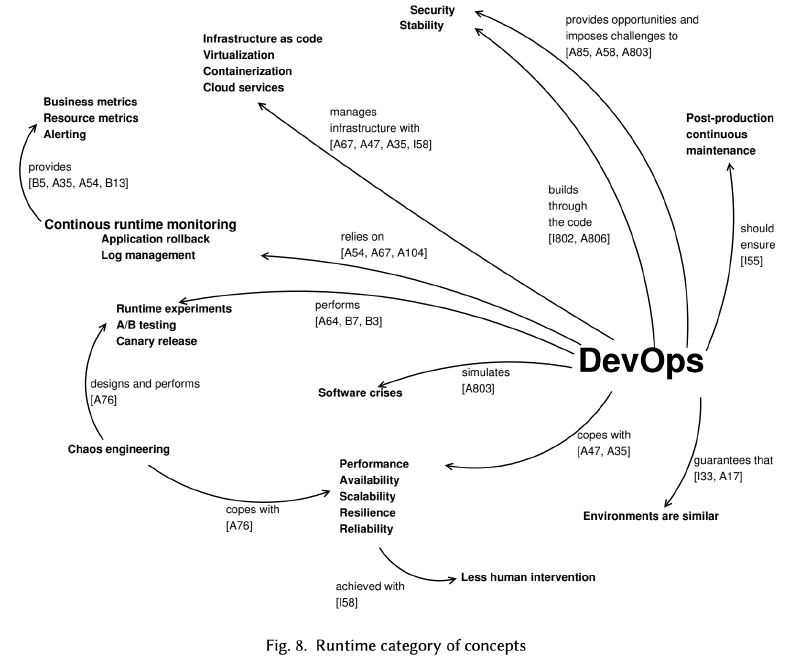 Security
Stability
provides opportunities and
imposes challenges to
[A85, A58, A803]
Infrastructure as code
Virtualization
Containerization
Cloud services
manages
infrastructure with
[A67, A47, A35, I58]
Business metrics
Resource metrics
Alerting
Post-production
continuous
maintenance
provides
[B5, A35, A54, B13]
builds
through
the code
[I802, A806]
should
ensure
[I55]
Continous runtime monitoring
Application rollback
Log management
relies on
[A54, A67, A104]
Runtime experiments
A/B testing
Canary release
performs
[A64, B7, B3]
DevOps
simulates
[A803]
Software crises
designs and performs
[A76]
Chaos engineering
copes with
[A47, A35]
guarantees that
[I33, A17]
Performance
Availability
Scalability
Resilience
Reliability
copes with
[A76]
Environments are similar
achieved with
[I58]
Less human intervention
Fig. 8. Runtime category of concepts